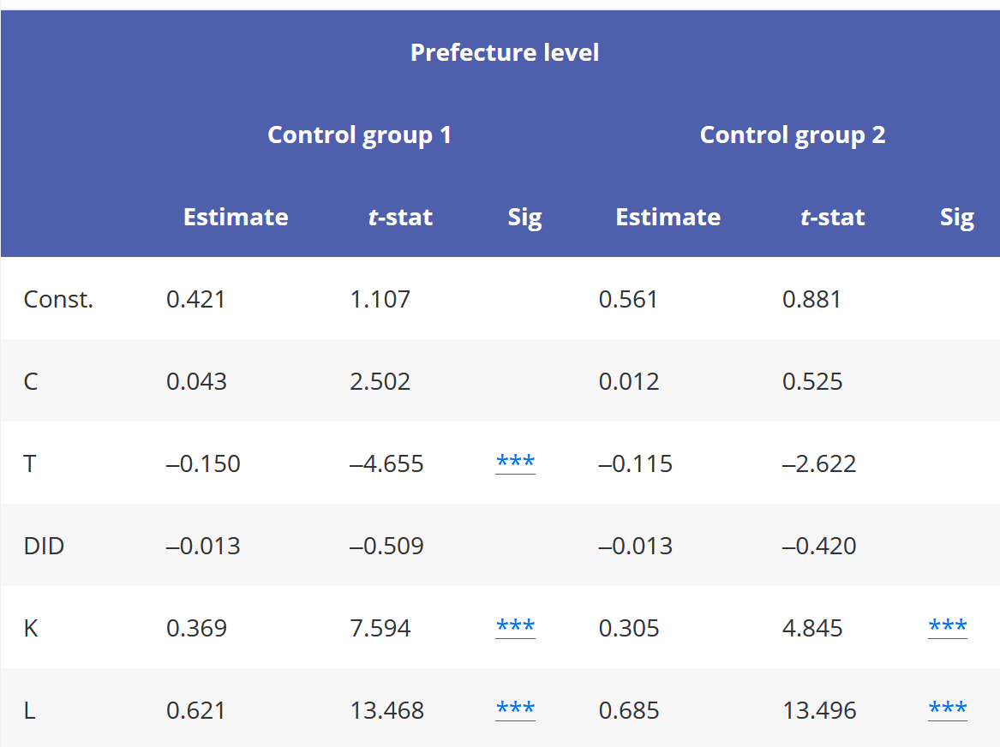 Prefecture level
Control group 1 Control group 2
Estimate t-stat Sig Estimate t-stat Sig
Const. 0.421 1.107 0.561 0.881
C 0.043 2.502 0.012 0.525
T –0.150 –4.655 *** –0.115 –2.622
DID –0.013 –0.509 –0.013 –0.420
K 0.369 7.594 *** 0.305 4.845 ***
L 0.621 13.468 *** 0.685 13.496 ***